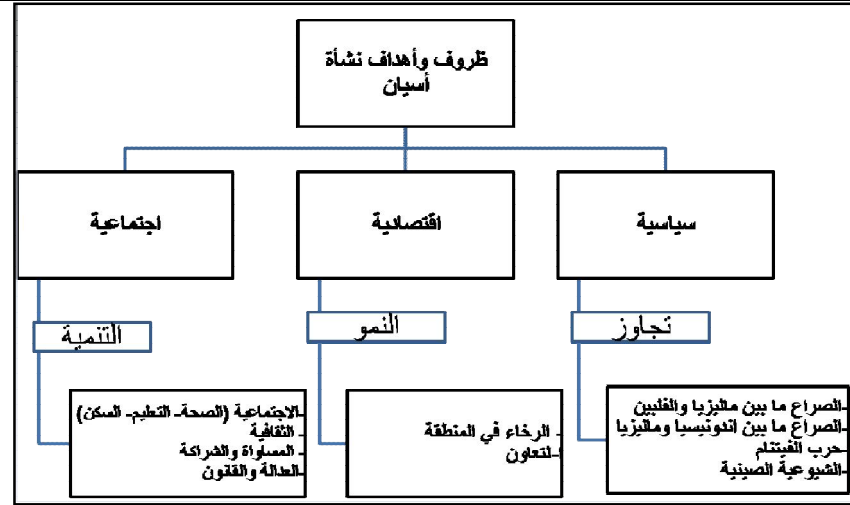 ظروف وأهداف نشأة
أسيان
سياسية
اقتصادية
اجتماعية
تجاوز
النمو
التنمية
-الصراع ما بين ماليزيا والفلبين
-الصراع ما بين اندونيسيا وماليزيا
-حرب الفيتنام
-الشيوعية الصينية
- الرخاء في المنطقة
-لتعاون
-الاجتماعية (الصحة- التعليم- السكن)
- الثقافية
- المساواة والشراكة
-العدالة والقانون